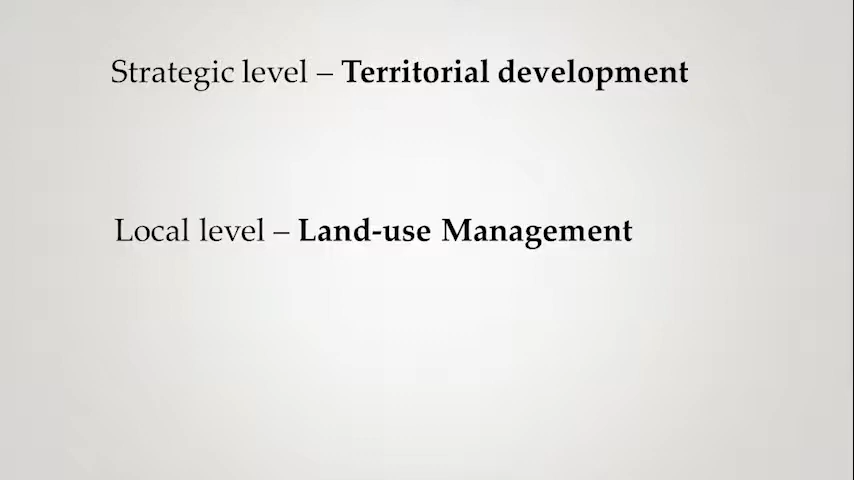 Strategic level – Territorial development
Local level – Land-use Management